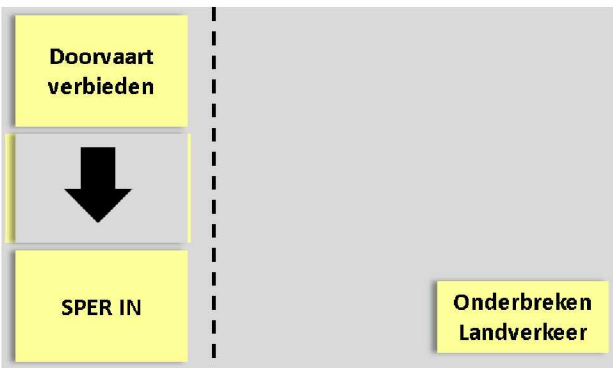 Doorvaart
verbieden
SPER IN
Onderbreken
Landverkeer